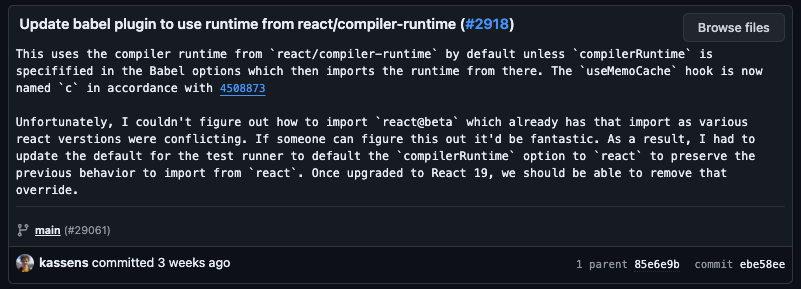 Update babel plugin to use runtime from react/compiler-runtime (#2918)
Browse files
This uses the compiler runtime from `react/compiler-runtime` by default unless `compilerRuntime` is
specifified in the Babel options which then imports the runtime from there. The `useMemoCache` hook is now
named `c` in accordance with 4508873
Unfortunately, I couldn't figure out how to import `react@beta` which already has that import as various
react verstions were conflicting. If someone can figure this out it'd be fantastic. As a result, I had to
update the default for the test runner to default the `compilerRuntime` option to `react` to preserve the
previous behavior to import from `react`. Once upgraded to React 19, we should be able to remove that
override.
main (#29061)
kassens committed 3 weeks ago
1 parent 85e6e9b commit ebe58ee